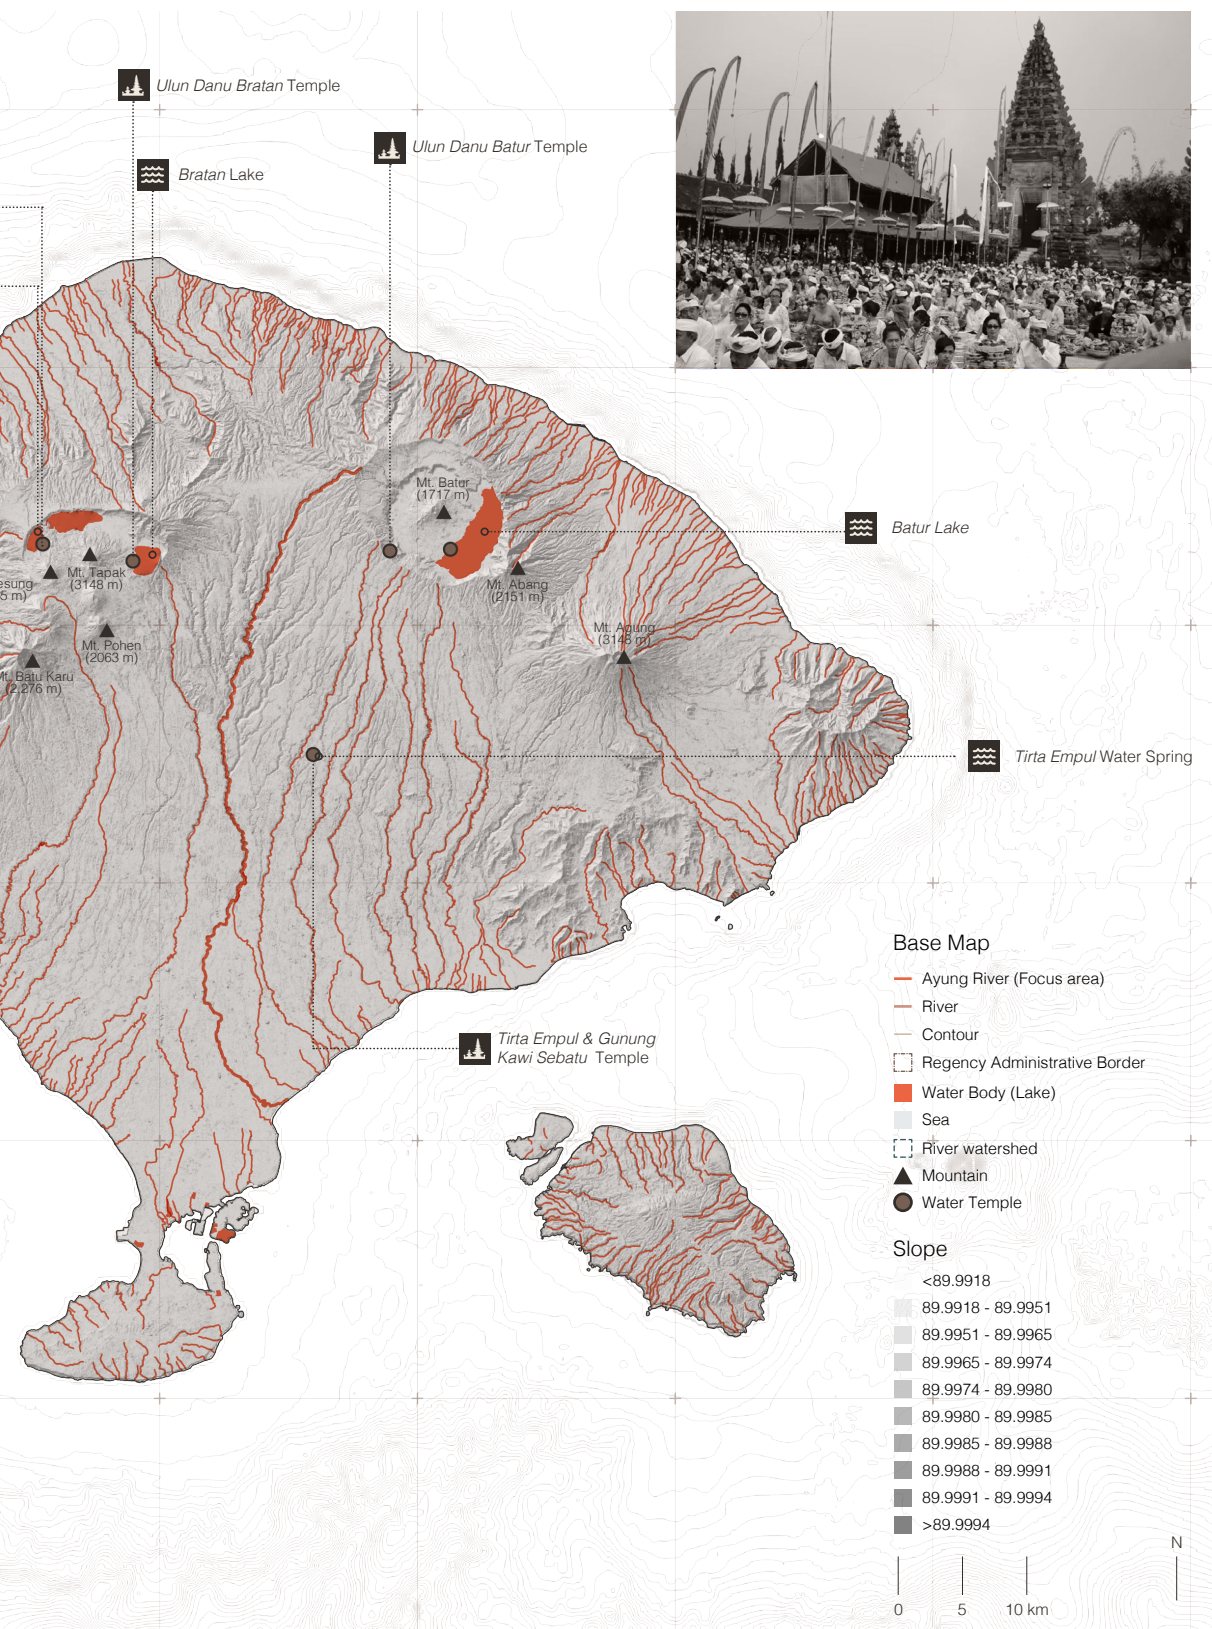 Ulun Danu Bratan Temple
Ulun Danu Batur Temple
Bratan Lake
Mt. Batur
(1717 m)
Batur Lake
Mt. Tapak
(3148 m)
esung
5 m)
Mt. Abang
(2151 m)
Mt. Agung
(3148 m)
Mt. Pohen
(2063 m)
Mt. Batu Karu
(2.276 m)
Tirta Empul Water Spring
Tirta Empul & Gunung
Kawi Sebatu Temple
Base Map
Ayung River (Focus area)
River
Contour
Regency Administrative Border
Water Body (Lake)
Sea
River watershed
Mountain
Water Temple
Slope
<89.9918
89.9918 - 89.9951
89.9951 - 89.9965
89.9965 - 89.9974
89.9974 - 89.9980
89.9980 - 89.9985
89.9985 - 89.9988
89.9988 - 89.9991
89.9991 - 89.9994
>89.9994
N
0 5 10 km